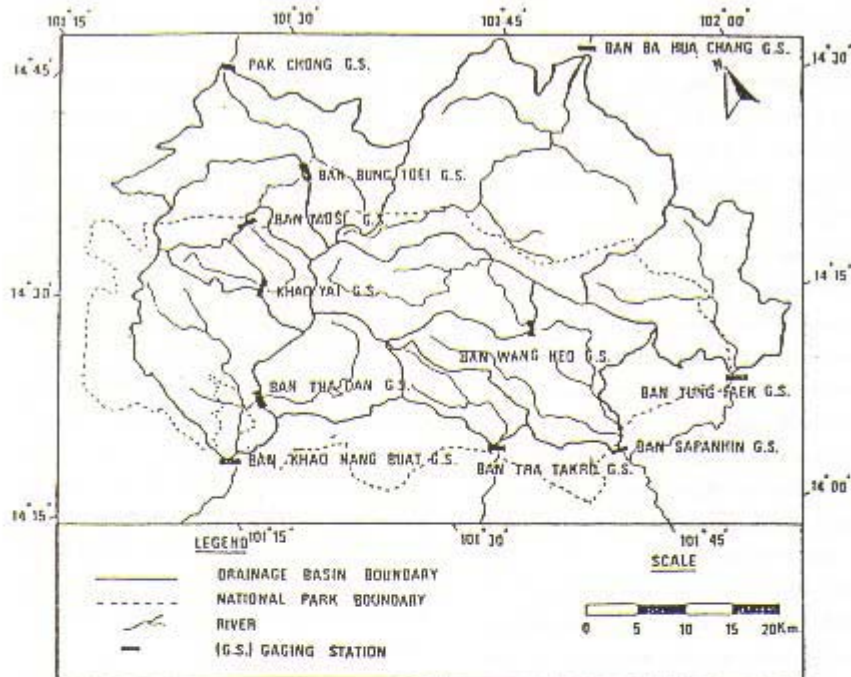 101°15' 101°30' 101°45' 102°00'
14°45' PAK CHONG G.S. BAN BA HUA CHANG G.S. 14°30'
N
BAN BUNG TOEI G.S.
BAN MOSI G.S.
KHAO YAI G.S. 14°15'
14°30'
BAN WANG HEO G.S.
BAN THA DAN G.S. BAN TUNG FAEK G.S.
BAN KHAO NANG BUAT G.S. BAN SAPANHIN G.S.
BAN THA TAKRO G.S. 14°00'
14°15'
101°15' 101°30' 101°45'
LEGEND SCALE
DRAINAGE BASIN BOUNDARY
NATIONAL PARK BOUNDARY
RIVER
(G.S.) GAGING STATION
0 5 10 15 20Km.